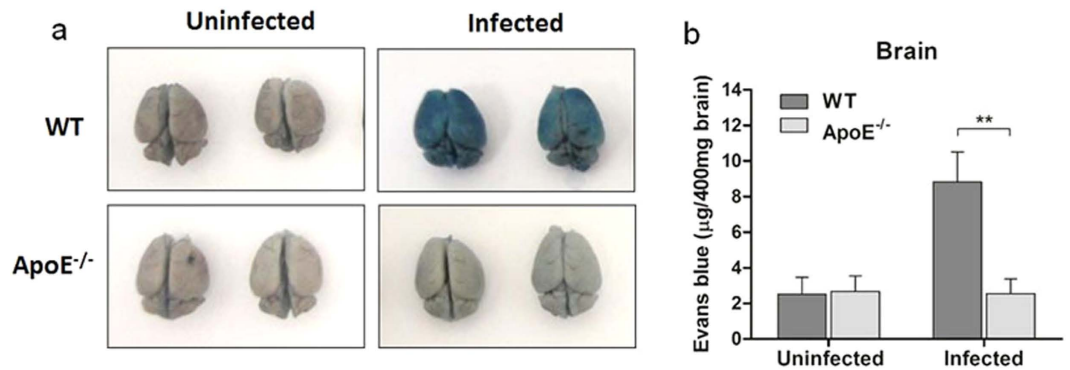 a
Uninfected
Infected
WT
ApoE-/-
b
Brain
Evans blue (μg/400mg brain)
14
12
10
8
6
4
2
0
WT
ApoE-/-
**
Uninfected
Infected